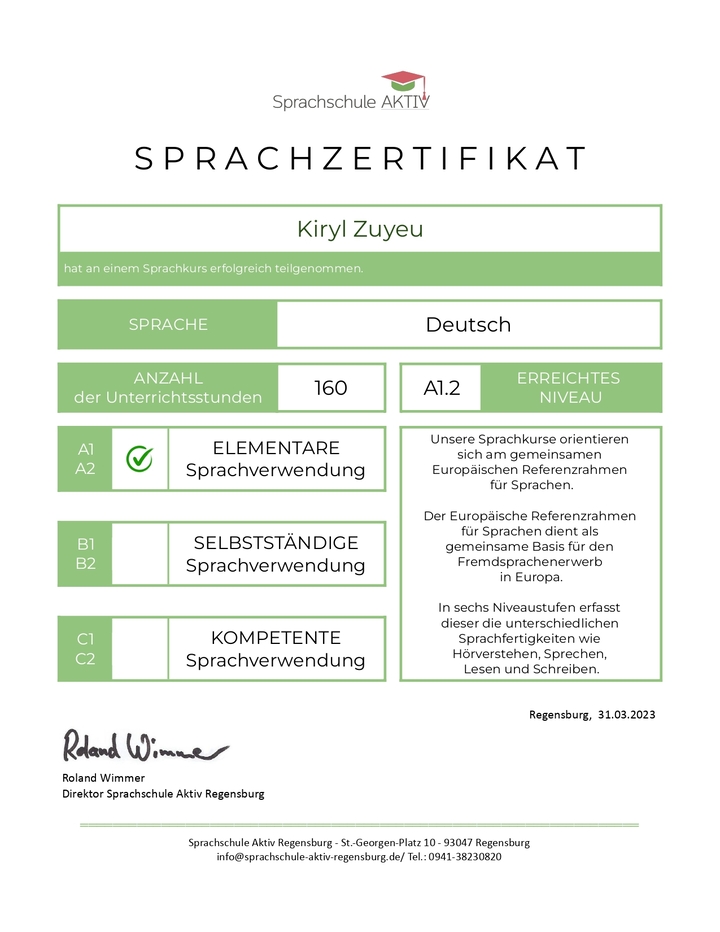 Sprachschule AKTIV
SPRACHZERTIFIKAT
Kiryl Zuyeu
hat an einem Sprachkurs erfolgreich teilgenommen.
SPRACHE
Deutsch
ANZAHL
der Unterrichtsstunden
160
A1.2
ERREICHTES
NIVEAU
A1
A2
ELEMENTARE
Sprachverwendung
B1
B2
SELBSTSTÄNDIGE
Sprachverwendung
C1
C2
KOMPETENTE
Sprachverwendung
Unsere Sprachkurse orientieren
sich am gemeinsamen
Europäischen Referenzrahmen
für Sprachen.
Der Europäische Referenzrahmen
für Sprachen dient als
gemeinsame Basis für den
Fremdsprachenerwerb
in Europa.
In sechs Niveaustufen erfasst
dieser die unterschiedlichen
Sprachfertigkeiten wie
Hörverstehen, Sprechen,
Lesen und Schreiben.
Regensburg, 31.03.2023
Roland Wimmer
Roland Wimmer
Direktor Sprachschule Aktiv Regensburg
Sprachschule Aktiv Regensburg - St.-Georgen-Platz 10 - 93047 Regensburg
info@sprachschule-aktiv-regensburg.de/ Tel.: 0941-38230820